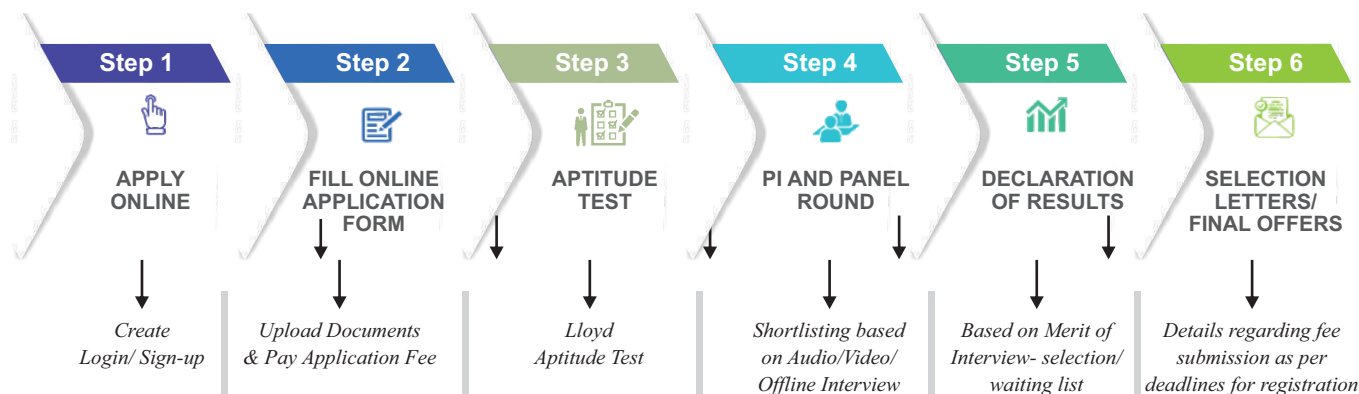 Step 1
APPLY
ONLINE
Create
Login/ Sign-up
Step 2
FILL ONLINE
APPLICATION
FORM
Upload Documents
& Pay Application Fee
Step 3
APTITUDE
TEST
Lloyd
Aptitude Test
Step 4
PI AND PANEL
ROUND
Shortlisting based
on Audio/Video/
Offline Interview
Step 5
DECLARATION
OF RESULTS
Based on Merit of
Interview- selection/
waiting list
Step 6
SELECTION
LETTERS/
FINAL OFFERS
Details regarding fee
submission as per
deadlines for registration